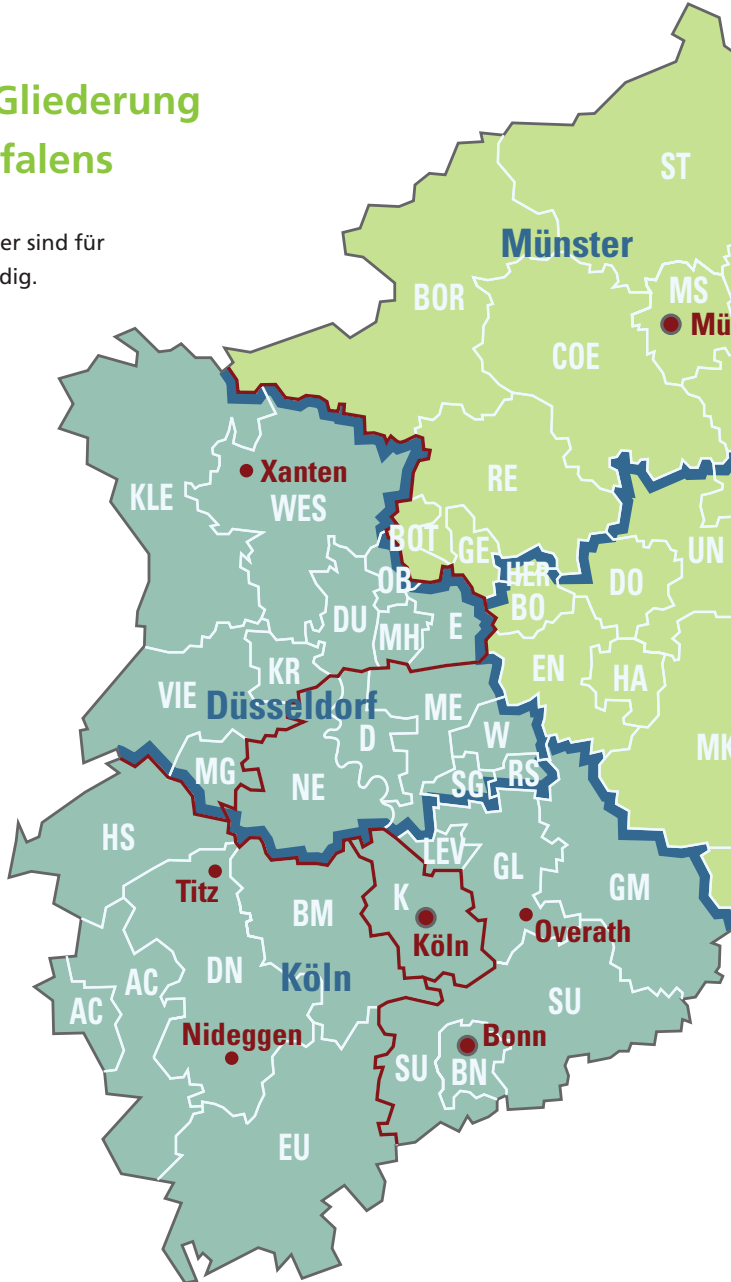 Gliederung
falens
er sind für
dig.
ST
Münster
BOR
MS
Mü
COE
Xanten
RE
KLE
WES
BOT
GE
UN
OB
HER
DO
BO
DU
MH
E
EN
KR
HA
VIE
Düsseldorf
ME
D
W
MK
MG
NE
SG
RS
HS
LEV
GL
Titz
GM
BM
K
Overath
Köln
AC
DN
Köln
SU
AC
Nideggen
Bonn
SU
BN
EU